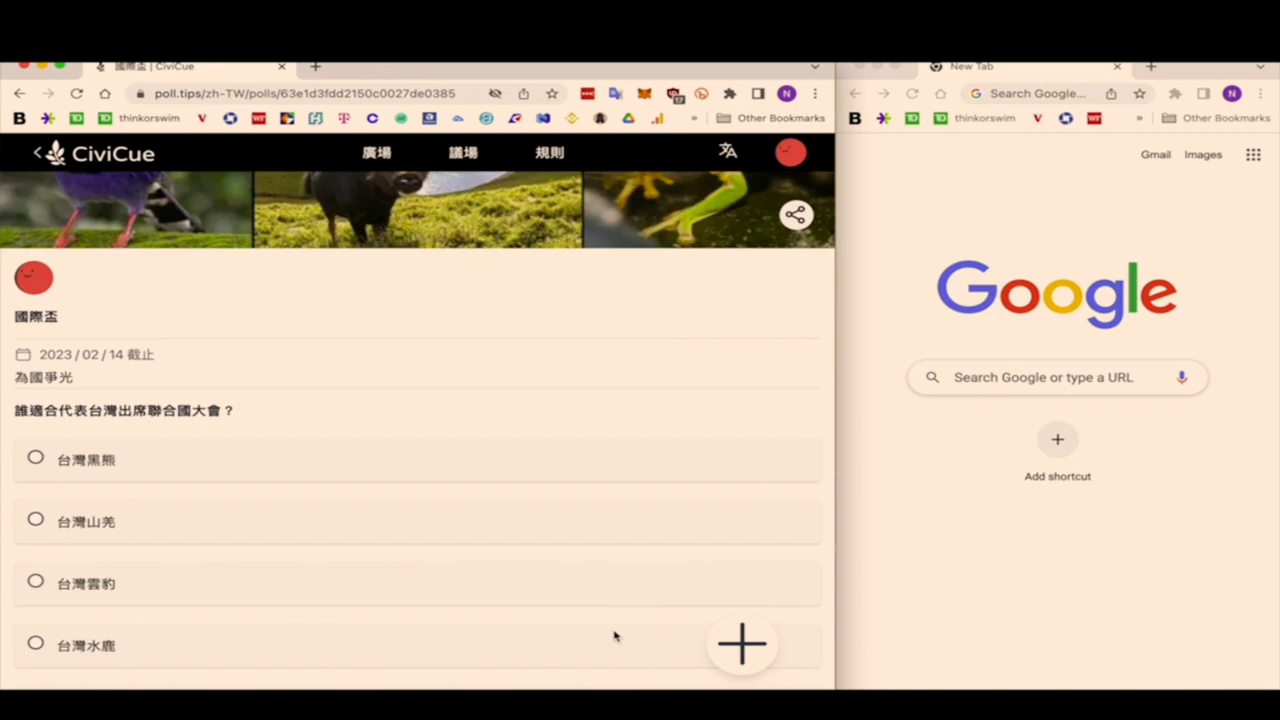 國際盃 | CiviCue
poll.tips/zh-TW/polls/63e1d3fdd2150c0027de0385
thinkorswim
Other Bookmarks
CiviCue
廣場
議場
規則
國際盃
2023 / 02 / 14 截止
為國爭光
誰適合代表台灣出席聯合國大會？
台灣黑熊
台灣山羌
台灣雲豹
台灣水鹿
New Tab
Search Google...
thinkorswim
Other Bookmarks
Gmail
Images
Google
Search Google or type a URL
Add shortcut